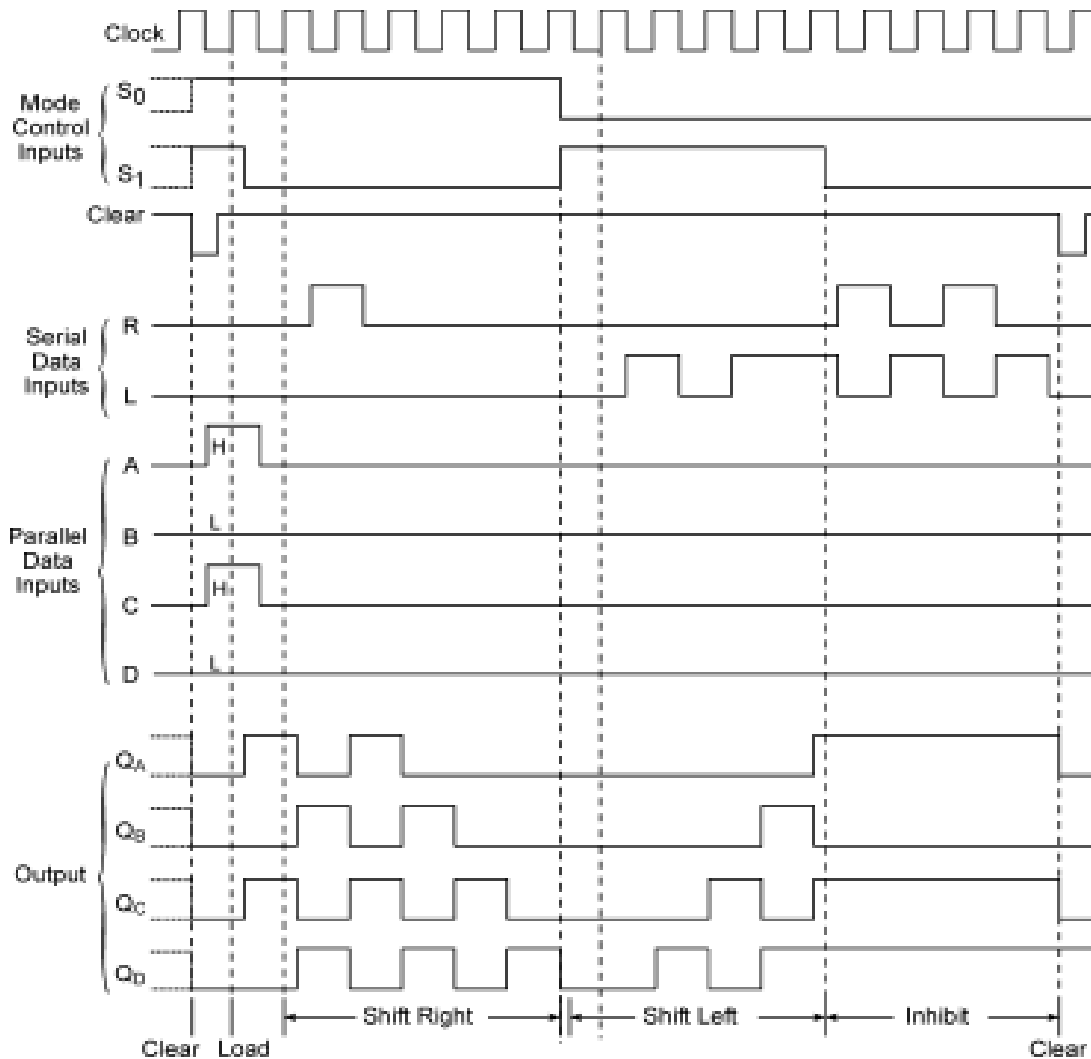 Clock
S0
Mode
Control
Inputs
S1
Clear
R
Serial
Data
Inputs
L
A
H
L
B
Parallel
Data
Inputs
H
C
L
D
QA
QB
Output
QC
QD
Shift Right
Shift Left
Inhibit
Clear
Load
Clear